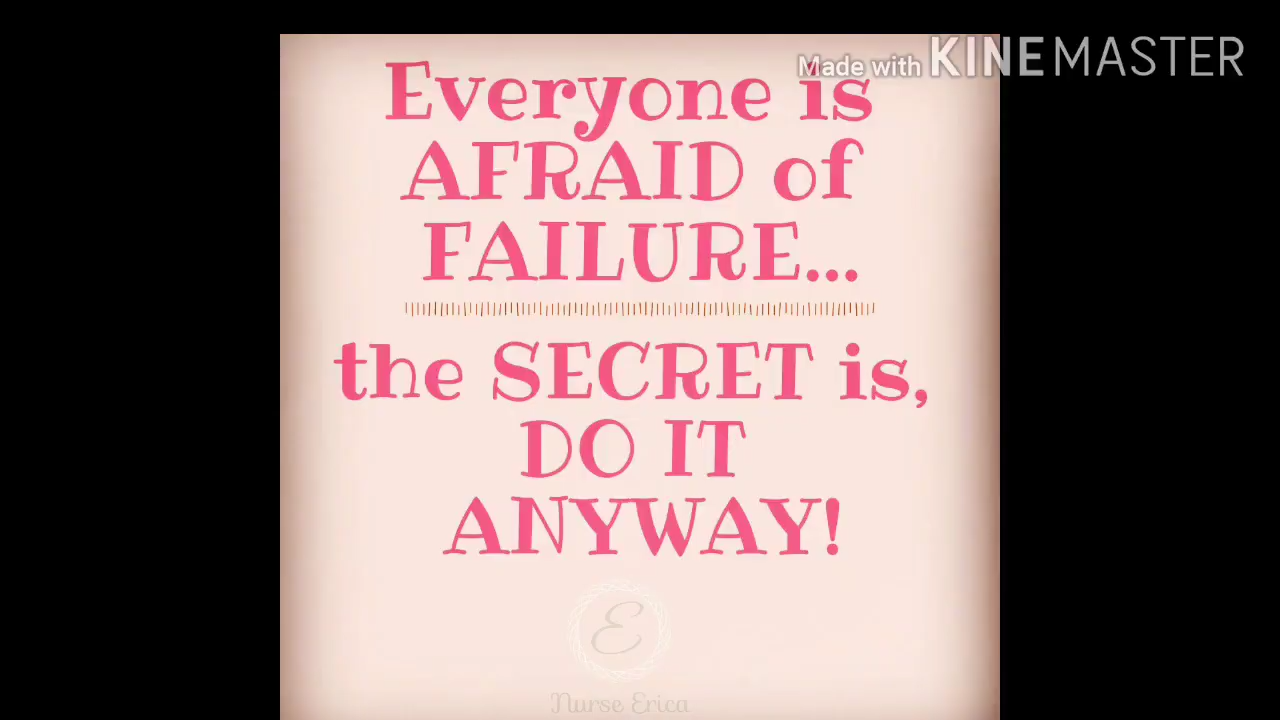 Made with KINEMASTER
Everyone is
AFRAID of
FAILURE...
the SECRET is,
DO IT
ANYWAY!
E
Nurse Erica